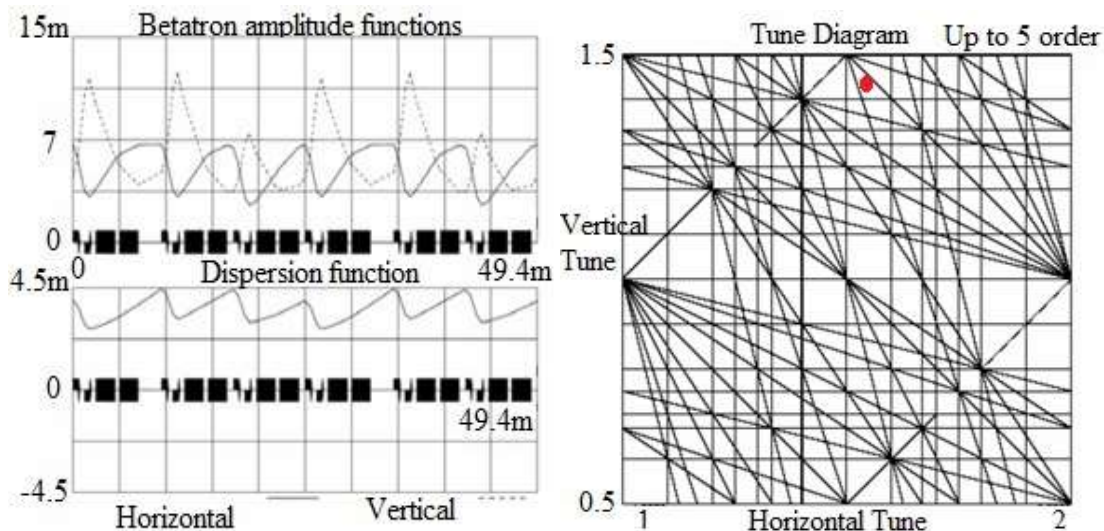 15m
Betatron amplitude functions
7
0
0
49.4m
4.5m
Dispersion function
0
49.4m
-4.5
Horizontal
Vertical
Tune Diagram
Up to 5 order
1.5
Vertical
Tune
0.5
1
Horizontal Tune
2